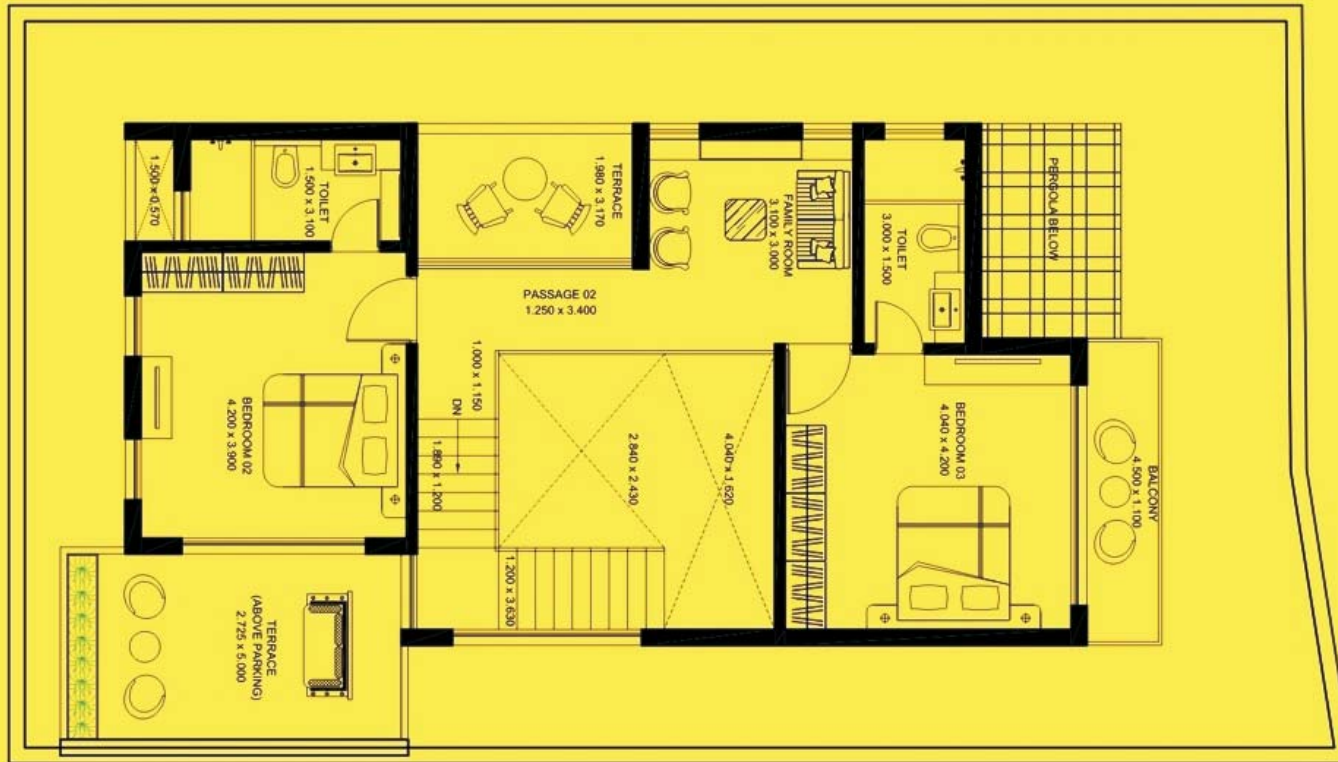 1.500 x 0.570
TOILET
1.500 x 3.100
TERRACE
1.980 x 3.170
FAMILY ROOM
3.100 x 3.000
TOILET
3.000 x 1.500
PERGOLA BELOW
PASSAGE 02
1.250 x 3.400
1.000 x 1.150
DN
1.890 x 1.200
BEDROOM 02
4.200 x 3.900
2.840 x 2.430
4.040 x 1.620
BEDROOM 03
4.040 x 4.200
BALCONY
4.500 x 1.100
1.200 x 3.630
TERRACE
(ABOVE PARKING)
2.725 x 5.000